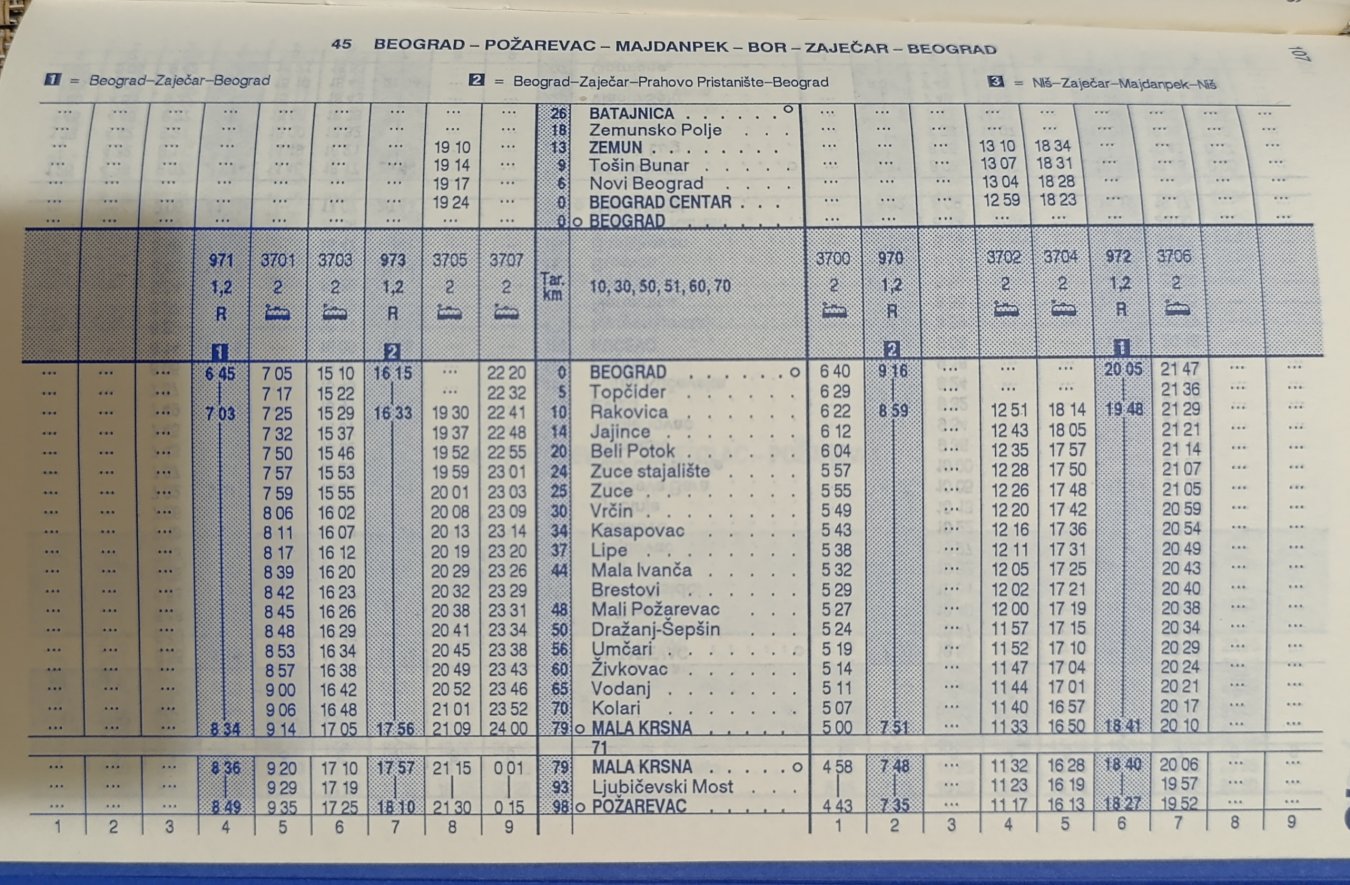 45 BEOGRAD – POŽAREVAC – MAJDANPEK – BOR – ZAJEČAR – BEOGRAD
107
1 = Beograd–Zaječar–Beograd 2 = Beograd–Zaječar–Prahovo Pristanište–Beograd 3 = Niš–Zaječar–Majdanpek–Niš
... ... ... ... ... ... ... ... ... 26 BATAJNICA . . . . . . o ... ... ... ... ... ... ... ... ...
... ... ... ... ... ... ... ... ... 18 Zemunsko Polje . . . ... ... ... ... ... ... ... ... ...
... ... ... ... ... ... ... 19 10 ... 13 ZEMUN . . . . . . . ... ... ... 13 10 18 34 ... ... ... ...
... ... ... ... ... ... ... 19 14 ... 9 Tošin Bunar . . . . . ... ... ... 13 07 18 31 ... ... ... ...
... ... ... ... ... ... ... 19 17 ... 6 Novi Beograd . . . . ... ... ... 13 04 18 28 ... ... ... ...
... ... ... ... ... ... ... 19 24 ... 0 BEOGRAD CENTAR . . . ... ... ... 12 59 18 23 ... ... ... ...
... ... ... ... ... ... ... ... ... 0 o BEOGRAD . . . . . . ... ... ... ... ... ... ... ... ...
971 3701 3703 973 3705 3707 3700 970 3702 3704 972 3706
1,2 2 2 1,2 2 2 Tar. km 10, 30, 50, 51, 60, 70 2 1,2 2 2 1,2 2
R R R R
1 2 2 1
... ... ... 6 45 7 05 15 10 16 15 ... 22 20 0 BEOGRAD . . . . . . o 6 40 9 16 ... ... ... 20 05 21 47 ... ...
... ... ... 7 17 15 22 ... 22 32 5 Topčider . . . . . . 6 29 ... ... ... 21 36 ... ...
... ... ... 7 03 7 25 15 29 16 33 19 30 22 41 10 Rakovica . . . . . . 6 22 8 59 ... 12 51 18 14 19 48 21 29 ... ...
... ... ... 7 32 15 37 19 37 22 48 14 Jajince . . . . . . . 6 12 ... 12 43 18 05 21 21 ... ...
... ... ... 7 50 15 46 19 52 22 55 20 Beli Potok . . . . . . 6 04 ... 12 35 17 57 21 14 ... ...
... ... ... 7 57 15 53 19 59 23 01 24 Zuce stajalište . . . . 5 57 ... 12 28 17 50 21 07 ... ...
... ... ... 7 59 15 55 20 01 23 03 25 Zuce . . . . . . . . 5 55 ... 12 26 17 48 21 05 ... ...
... ... ... 8 06 16 02 20 08 23 09 30 Vrčin . . . . . . . . 5 49 ... 12 20 17 42 20 59 ... ...
... ... ... 8 11 16 07 20 13 23 14 34 Kasapovac . . . . . 5 43 ... 12 16 17 36 20 54 ... ...
... ... ... 8 17 16 12 20 19 23 20 37 Lipe . . . . . . . . 5 38 ... 12 11 17 31 20 49 ... ...
... ... ... 8 39 16 20 20 29 23 26 44 Mala Ivanča . . . . . 5 32 ... 12 05 17 25 20 43 ... ...
... ... ... 8 42 16 23 20 32 23 29 Brestovi . . . . . . 5 29 ... 12 02 17 21 20 40 ... ...
... ... ... 8 45 16 26 20 38 23 31 48 Mali Požarevac . . . . 5 27 ... 12 00 17 19 20 38 ... ...
... ... ... 8 48 16 29 20 41 23 34 50 Dražanj-Šepšin . . . 5 24 ... 11 57 17 15 20 34 ... ...
... ... ... 8 53 16 34 20 45 23 38 56 Umčari . . . . . . . 5 19 ... 11 52 17 10 20 29 ... ...
... ... ... 8 57 16 38 20 49 23 43 60 Živkovac . . . . . . 5 14 ... 11 47 17 04 20 24 ... ...
... ... ... 9 00 16 42 20 52 23 46 65 Vodanj . . . . . . . 5 11 ... 11 44 17 01 20 21 ... ...
... ... ... 9 06 16 48 21 01 23 52 70 Kolari . . . . . . . 5 07 ... 11 40 16 57 20 17 ... ...
... ... ... 8 34 9 14 17 05 17 56 21 09 24 00 79 o MALA KRSNA . . . . . 5 00 7 51 ... 11 33 16 50 18 41 20 10 ... ...
71
... ... ... 8 36 9 20 17 10 17 57 21 15 0 01 79 MALA KRSNA . . . . . o 4 58 7 48 ... 11 32 16 28 18 40 20 06 ... ...
... ... ... 9 29 17 19 93 Ljubičevski Most . . . ... 11 23 16 19 19 57 ... ...
... ... ... 8 49 9 35 17 25 18 10 21 30 0 15 98 o POŽAREVAC . . . . . 4 43 7 35 ... 11 17 16 13 18 27 19 52 ... ...
1 2 3 4 5 6 7 8 9 1 2 3 4 5 6 7 8 9